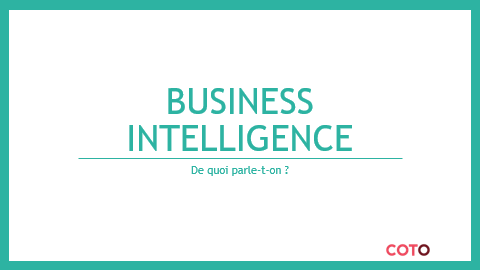 BUSINESS
INTELLIGENCE
De quoi parle-t-on ?
COTO